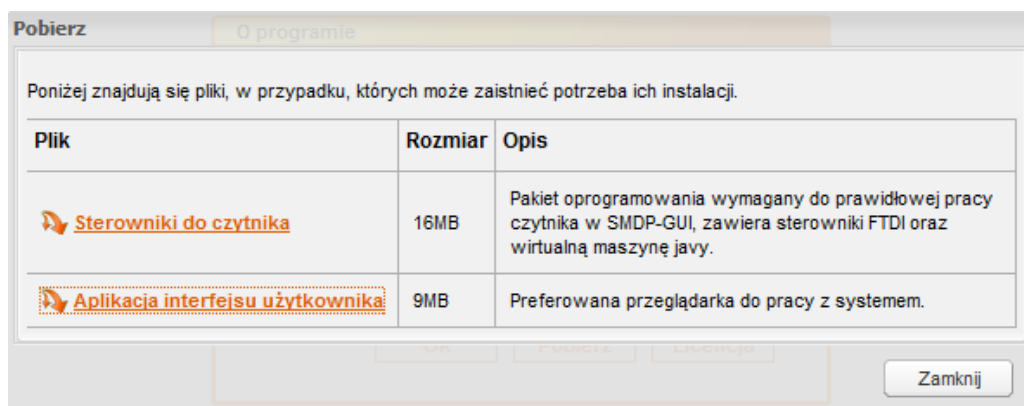 Pobierz
O programie
Poniżej znajdują się pliki, w przypadku, których może zaistnieć potrzeba ich instalacji.
Plik Rozmiar Opis
Sterowniki do czytnika 16MB Pakiet oprogramowania wymagany do prawidłowej pracy
czytnika w SMDP-GUI, zawiera sterowniki FTDI oraz
wirtualną maszynę javy.
Aplikacja interfejsu użytkownika 9MB Preferowana przeglądarka do pracy z systemem.
Ok Pobierz Licencja
Zamknij